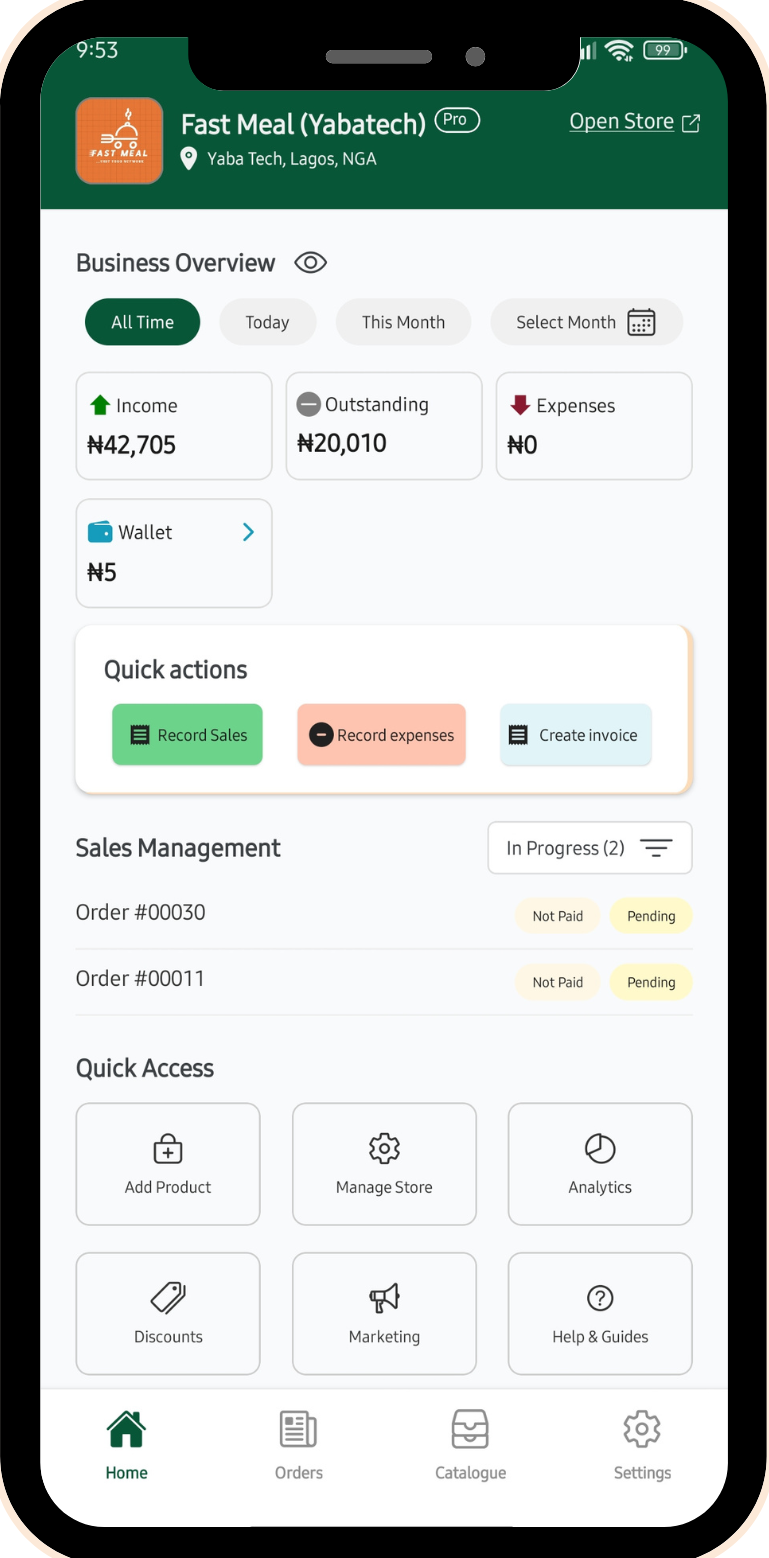 9:53
99
Fast Meal (Yabatech) Pro
Open Store
FAST MEAL
Yaba Tech, Lagos, NGA
Business Overview
All Time Today This Month Select Month
Income Outstanding Expenses
₦42,705 ₦20,010 ₦0
Wallet
₦5
Quick actions
Record Sales Record expenses Create invoice
Sales Management In Progress (2)
Order #00030 Not Paid Pending
Order #00011 Not Paid Pending
Quick Access
Add Product Manage Store Analytics
Discounts Marketing Help & Guides
Home Orders Catalogue Settings